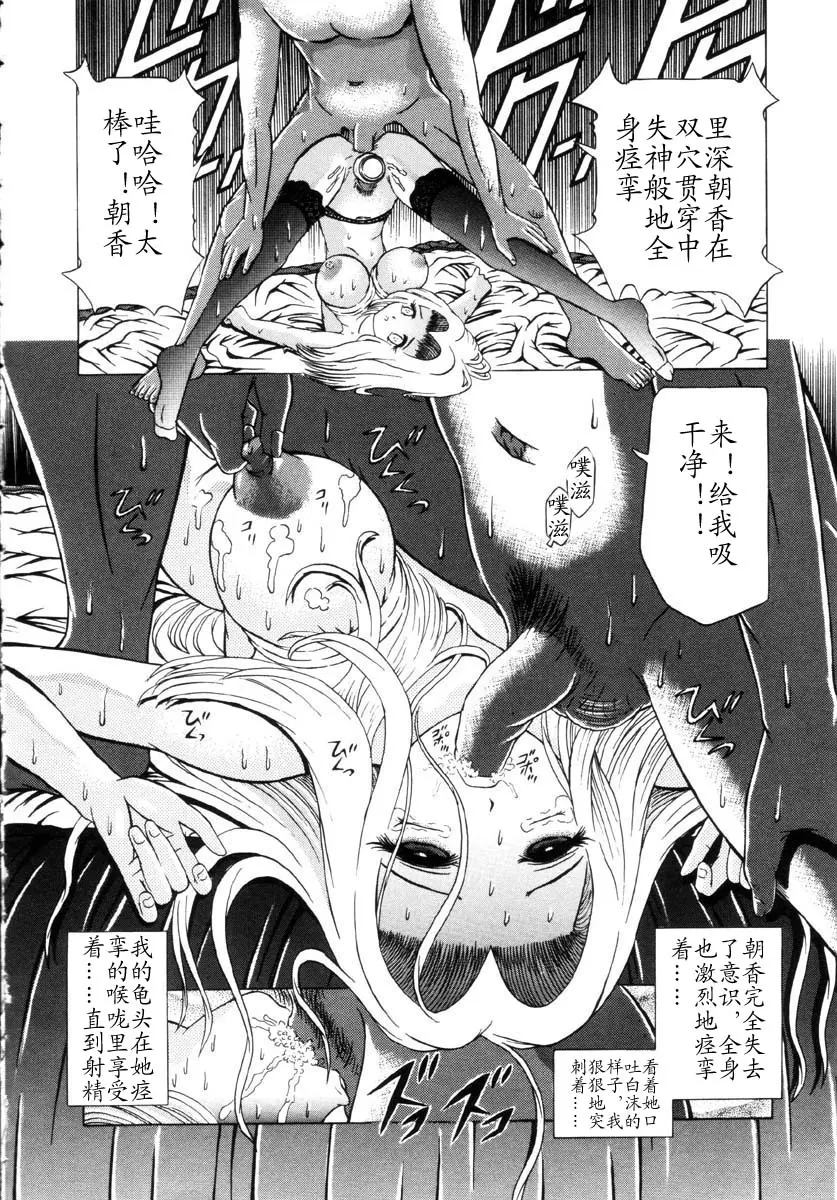 里深朝香在
双穴贯穿中
失神般地全
身痉挛
哇哈哈！太
棒了！朝香
来！给我吸
干净！！
噗滋
噗滋
朝香完全失去
了意识，全身
也激烈地痉挛
着……
看着她口
吐白沫的
样子，我
狠狠地突
刺着……
我的龟头在她痉
挛的喉咙里享受
着……直到射精